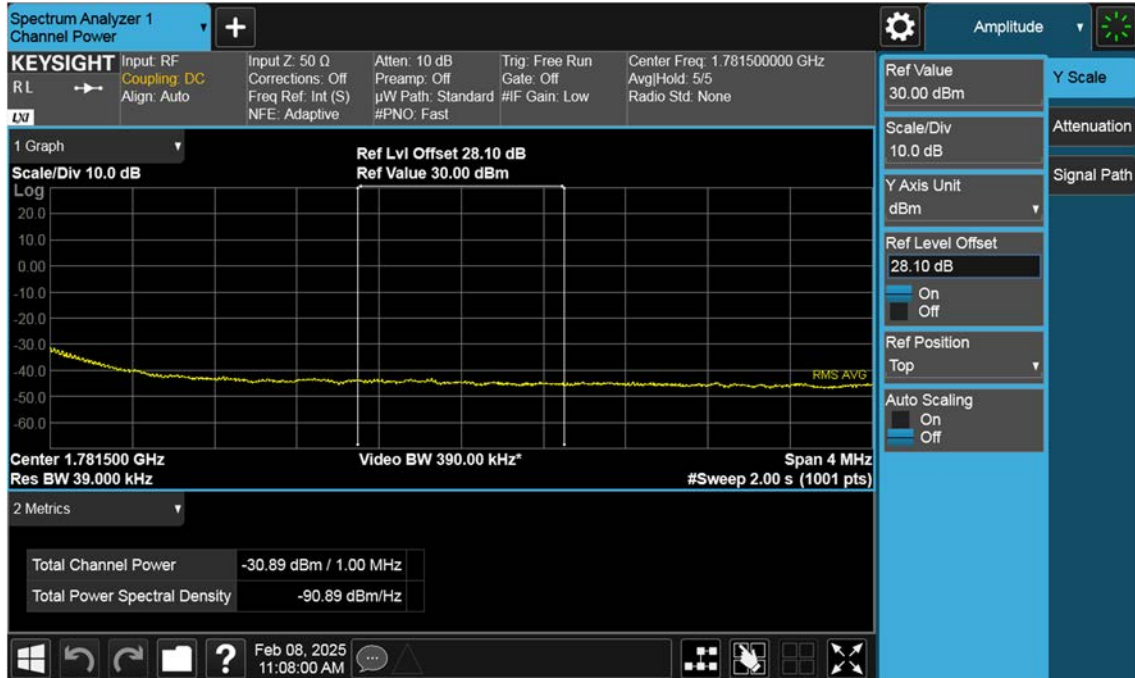 Spectrum Analyzer 1
Channel Power
Amplitude
KEYSIGHT
RL
LXI
Input: RF
Coupling: DC
Align: Auto
Input Z: 50 Ω
Corrections: Off
Freq Ref: Int (S)
NFE: Adaptive
Atten: 10 dB
Preamp: Off
µW Path: Standard
#PNO: Fast
Trig: Free Run
Gate: Off
#IF Gain: Low
Center Freq: 1.781500000 GHz
Avg|Hold: 5/5
Radio Std: None
1 Graph
Scale/Div 10.0 dB
Ref Lvl Offset 28.10 dB
Ref Value 30.00 dBm
Log
20.0
10.0
0.00
-10.0
-20.0
-30.0
-40.0
-50.0
-60.0
RMS AVG
Center 1.781500 GHz
Video BW 390.00 kHz*
Span 4 MHz
Res BW 39.000 kHz
#Sweep 2.00 s (1001 pts)
2 Metrics
Total Channel Power -30.89 dBm / 1.00 MHz
Total Power Spectral Density -90.89 dBm/Hz
Feb 08, 2025
11:08:00 AM
Ref Value
30.00 dBm
Scale/Div
10.0 dB
Y Axis Unit
dBm
Ref Level Offset
28.10 dB
On
Off
Ref Position
Top
Auto Scaling
On
Off
Y Scale
Attenuation
Signal Path